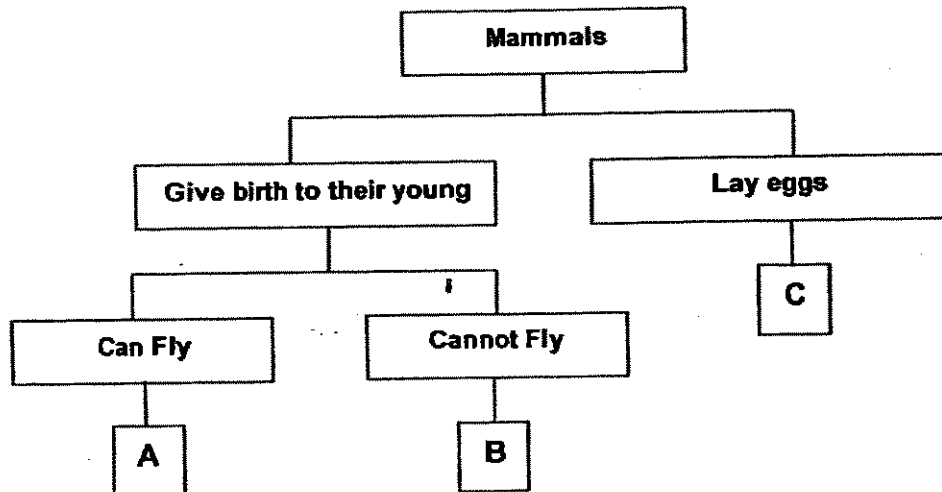 Mammals
Give birth to their young
Lay eggs
C
Can Fly
Cannot Fly
A
B